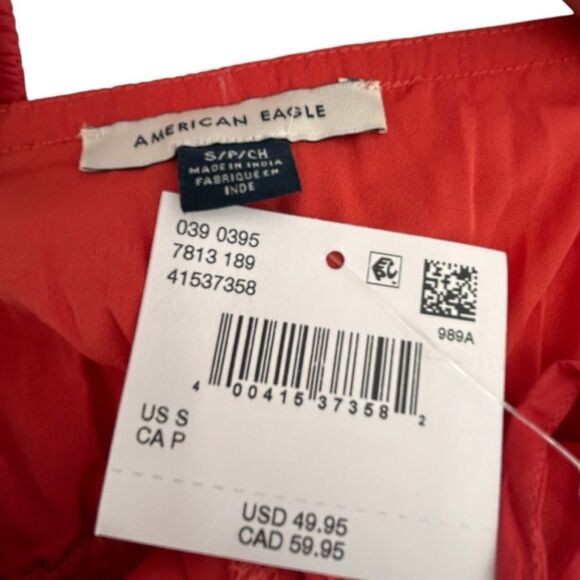 AMERICAN EAGLE
S/P/CH
MADE IN INDIA
FABRIQUÉ EN
INDE
039 0395
7813 189
41537358
989A
4 00415 37358 2
US S
CA P
USD 49.95
CAD 59.95